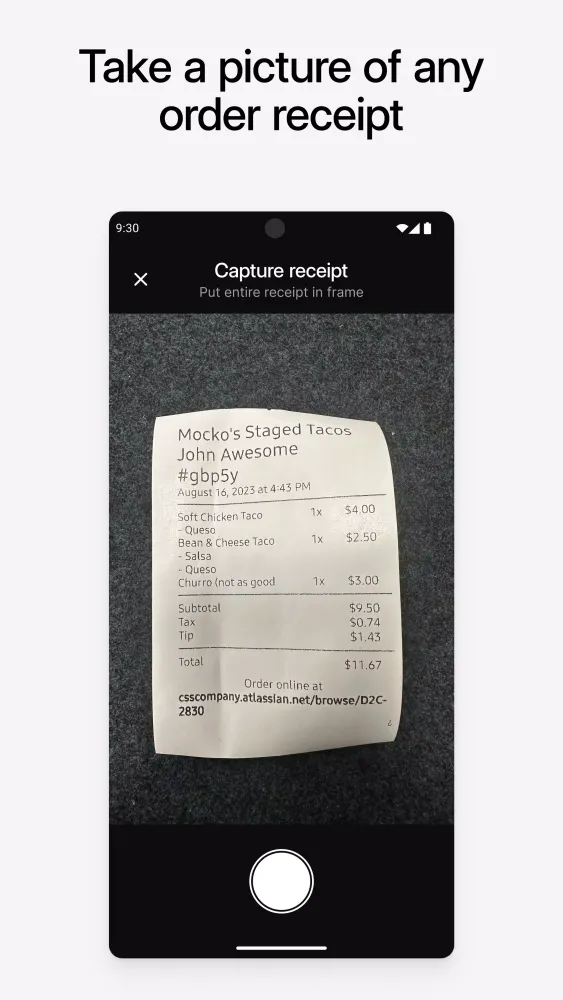 Take a picture of any
order receipt
9:30
Capture receipt
Put entire receipt in frame
Mocko's Staged Tacos
John Awesome
#gbp5y
August 16, 2023 at 4:43 PM
Soft Chicken Taco 1x $4.00
- Queso
Bean & Cheese Taco 1x $2.50
- Salsa
- Queso
Churro (not as good 1x $3.00
Subtotal $9.50
Tax $0.74
Tip $1.43
Total $11.67
Order online at
csscompany.atlassian.net/browse/D2C-
2830